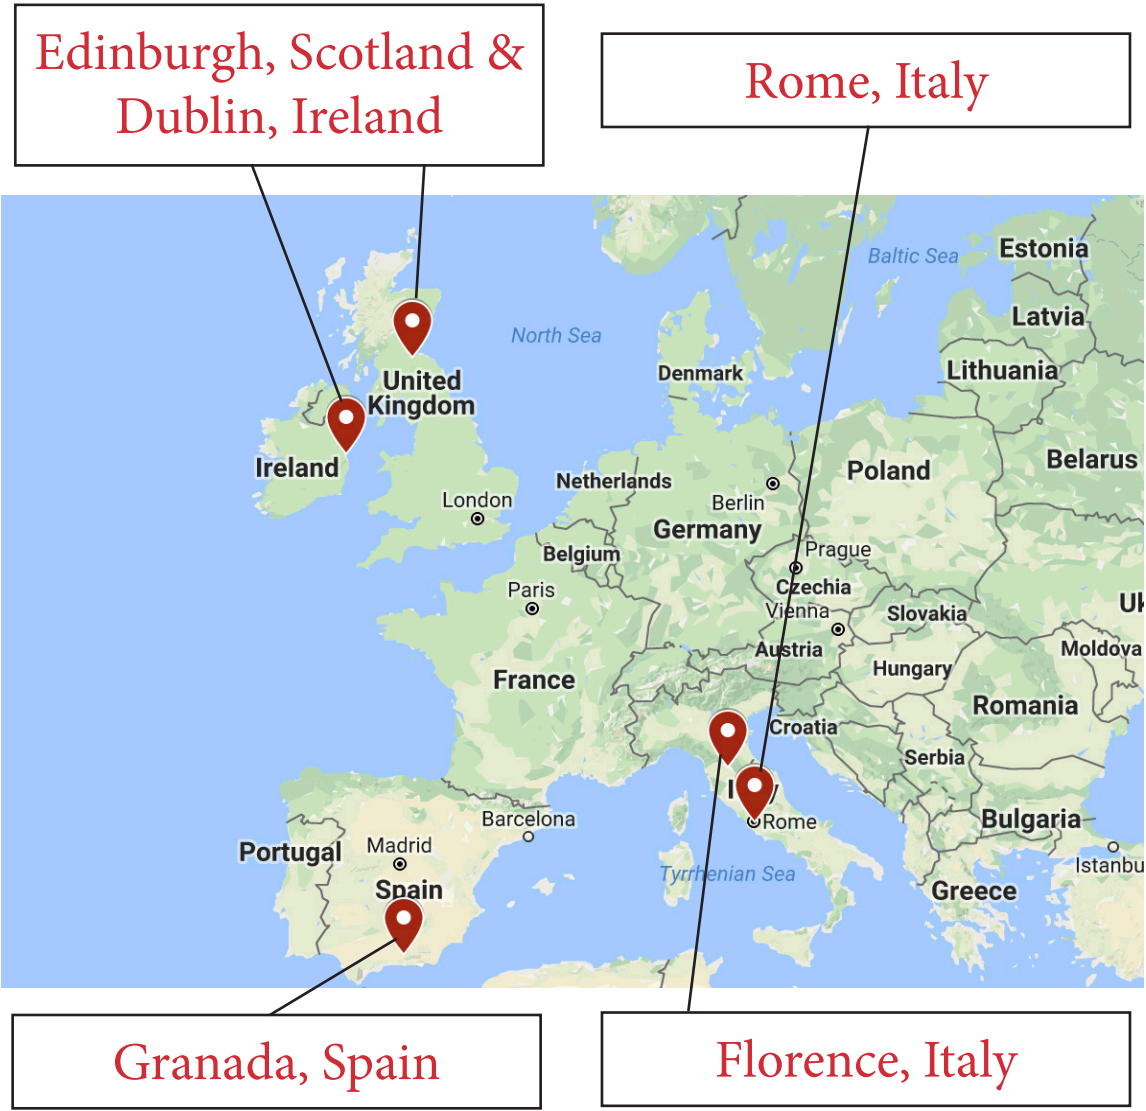 Edinburgh, Scotland &
Dublin, Ireland
Rome, Italy
Baltic Sea
Estonia
Latvia
North Sea
Lithuania
Denmark
United
Kingdom
Belarus
Ireland
Poland
Netherlands
London
Berlin
Germany
Belgium
Prague
Czechia
Paris
Uk
Vienna
Slovakia
Austria
Moldova
Hungary
France
Romania
Croatia
Serbia
I y
Barcelona
Rome
Bulgaria
Portugal
Madrid
Istanbu
Tyrrhenian Sea
Spain
Greece
Granada, Spain
Florence, Italy